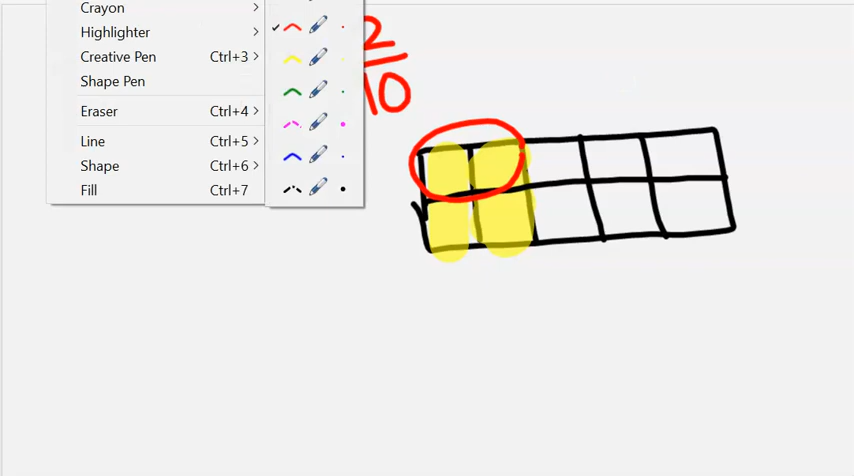 Crayon
Highlighter
Creative Pen Ctrl+3
Shape Pen
Eraser Ctrl+4
Line Ctrl+5
Shape Ctrl+6
Fill Ctrl+7
2
10